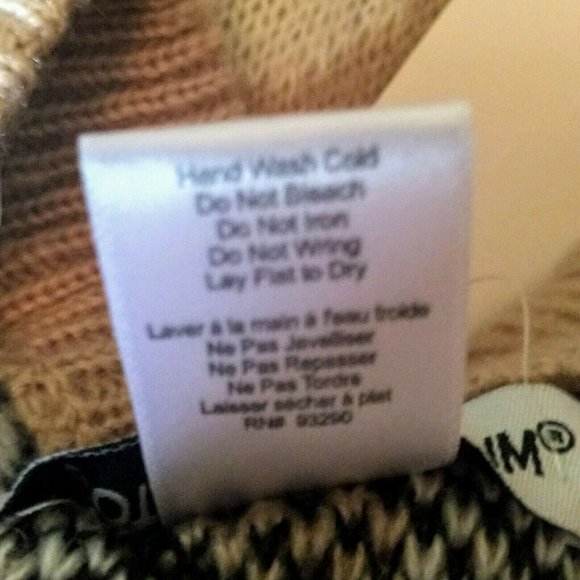 Hand Wash Cold
Do Not Bleach
Do Not Iron
Do Not Wring
Lay Flat to Dry
Laver à la main à l'eau froide
Ne Pas Javelliser
Ne Pas Repasser
Ne Pas Tordre
Laisser sécher à plat
RN# 93290
NM®